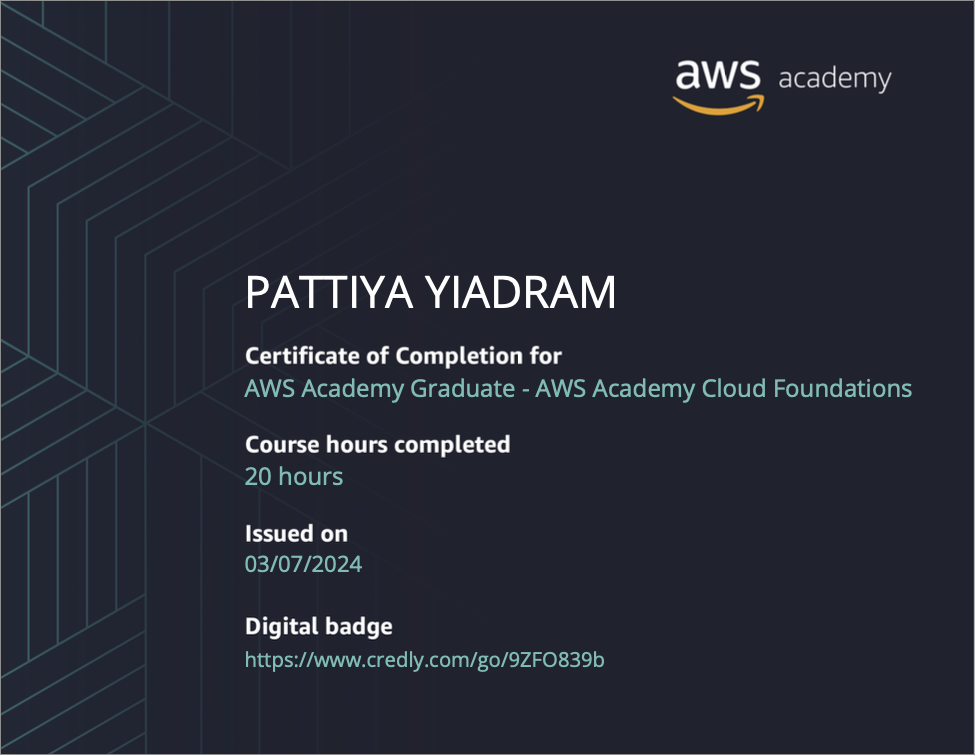 aws academy
PATTIYA YIADRAM
Certificate of Completion for
AWS Academy Graduate - AWS Academy Cloud Foundations
Course hours completed
20 hours
Issued on
03/07/2024
Digital badge
https://www.credly.com/go/9ZFO839b